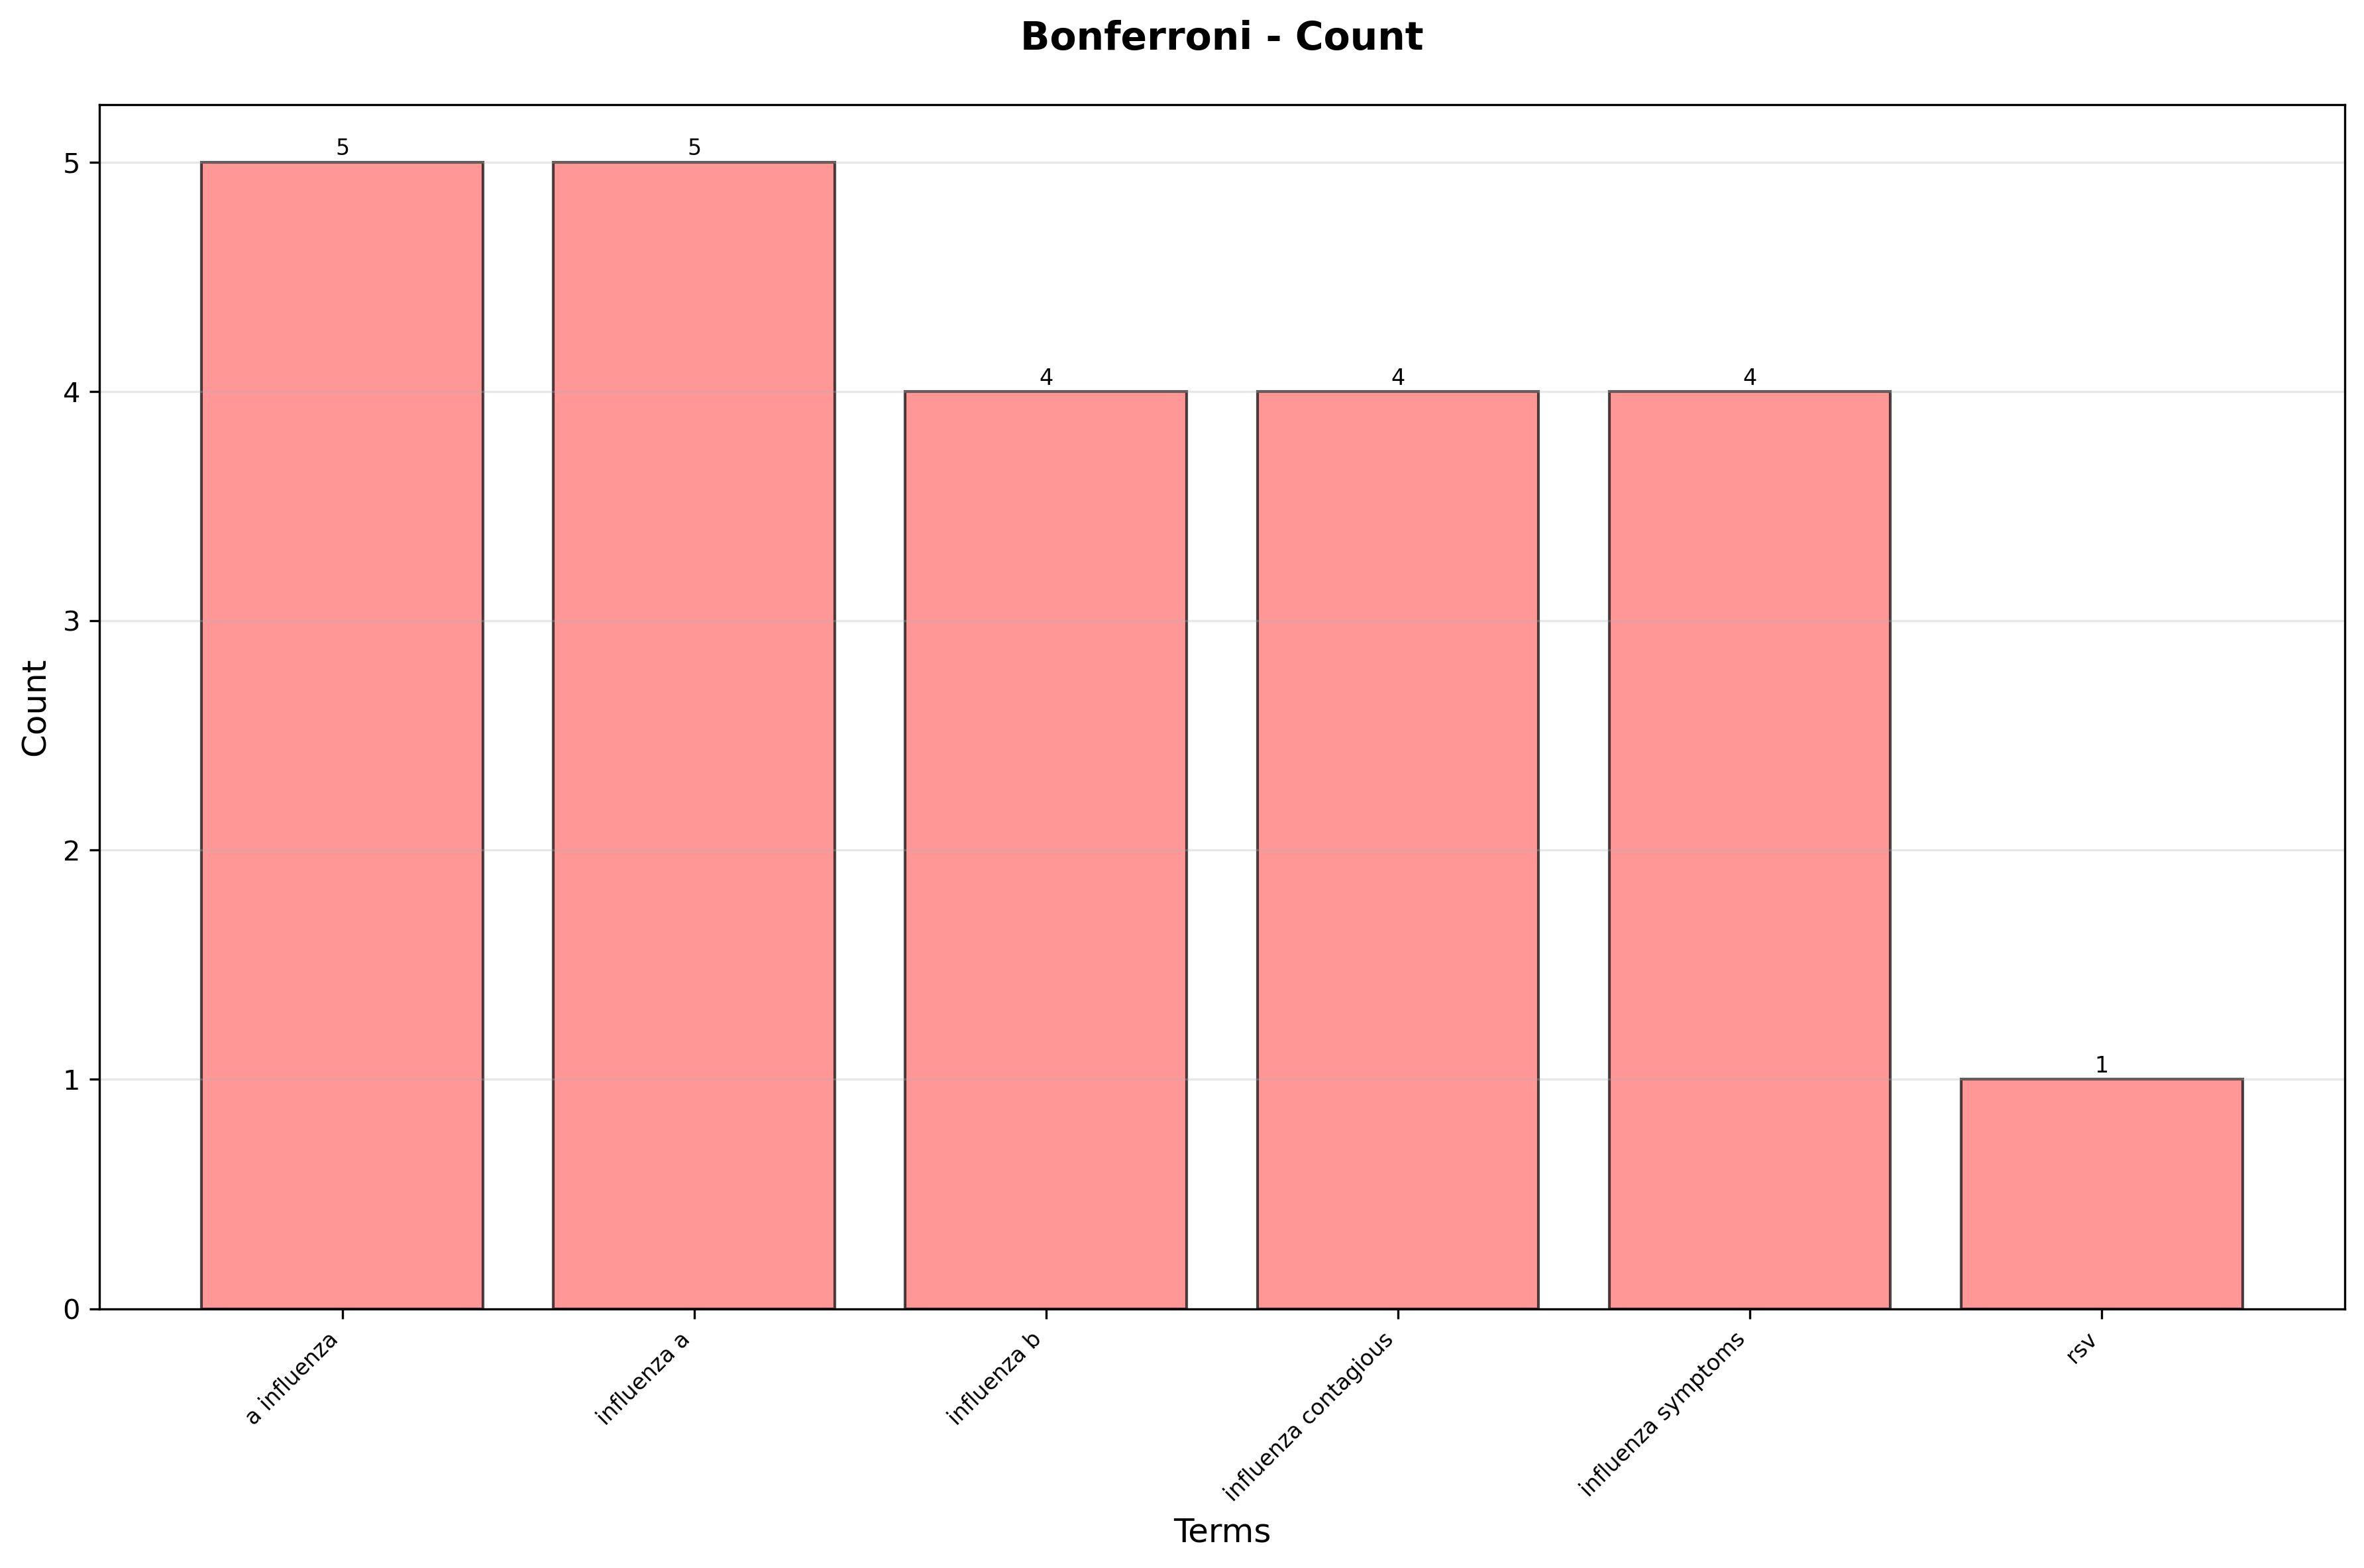 Bonferroni - Count
Count
5
4
3
2
1
0
5
5
4
4
4
1
a influenza
influenza a
influenza b
influenza contagious
influenza symptoms
rsv
Terms